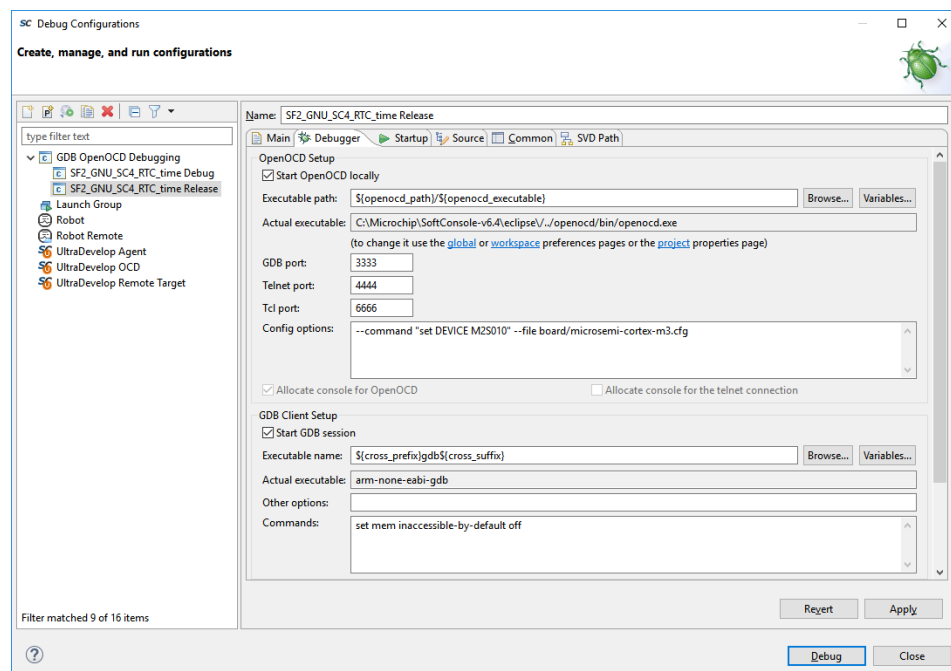 SC Debug Configurations
Create, manage, and run configurations
type filter text
GDB OpenOCD Debugging
SF2_GNU_SC4_RTC_time Debug
SF2_GNU_SC4_RTC_time Release
Launch Group
Robot
Robot Remote
UltraDevelop Agent
UltraDevelop OCD
UltraDevelop Remote Target
Filter matched 9 of 16 items
Name: SF2_GNU_SC4_RTC_time Release
Main Debugger Startup Source Common SVD Path
OpenOCD Setup
Start OpenOCD locally
Executable path: ${openocd_path}/${openocd_executable} Browse... Variables...
Actual executable: C:\Microchip\SoftConsole-v6.4\eclipse\/../openocd/bin/openocd.exe
(to change it use the global or workspace preferences pages or the project properties page)
GDB port: 3333
Telnet port: 4444
Tcl port: 6666
Config options: --command "set DEVICE M2S010" --file board/microsemi-cortex-m3.cfg
Allocate console for OpenOCD Allocate console for the telnet connection
GDB Client Setup
Start GDB session
Executable name: ${cross_prefix}gdb${cross_suffix} Browse... Variables...
Actual executable: arm-none-eabi-gdb
Other options:
Commands: set mem inaccessible-by-default off
Revert Apply
? Debug Close